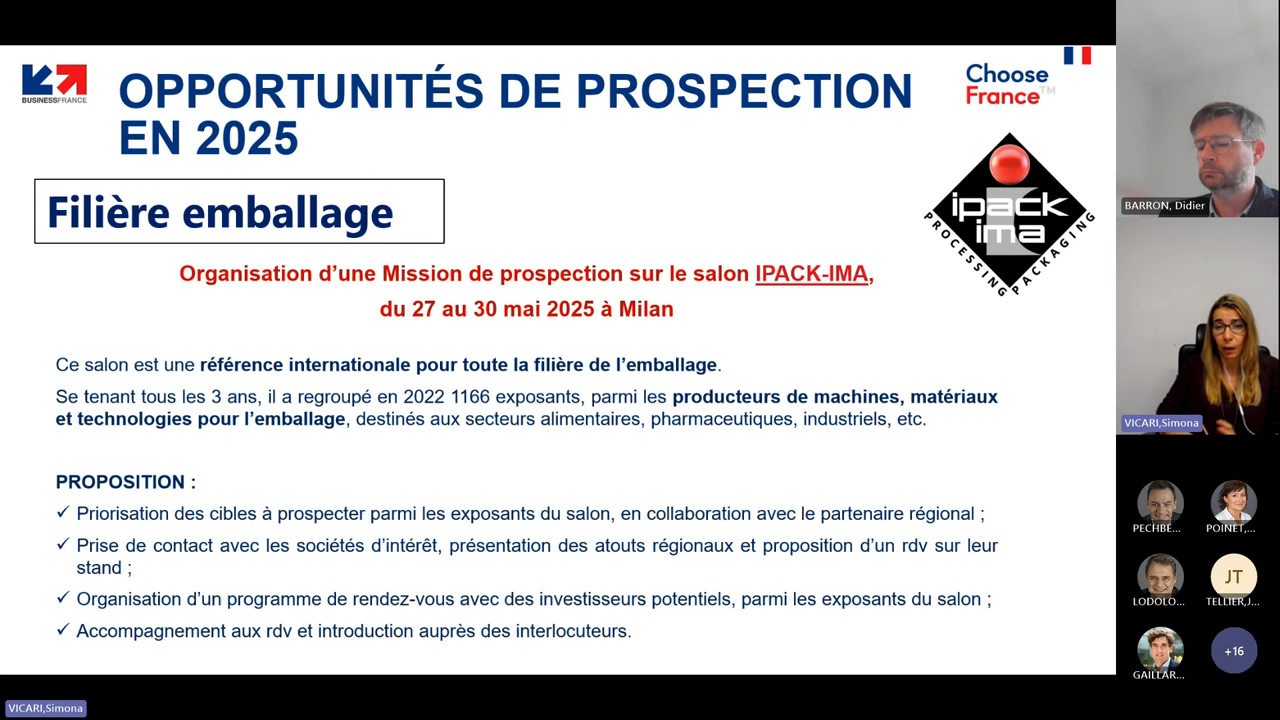 BUSINESSFRANCE
OPPORTUNITÉS DE PROSPECTION
EN 2025
Choose
France™
ipack
ima
PROCESSING PACKAGING
Filière emballage
Organisation d’une Mission de prospection sur le salon IPACK-IMA,
du 27 au 30 mai 2025 à Milan
Ce salon est une référence internationale pour toute la filière de l’emballage.
Se tenant tous les 3 ans, il a regroupé en 2022 1166 exposants, parmi les producteurs de machines, matériaux
et technologies pour l’emballage, destinés aux secteurs alimentaires, pharmaceutiques, industriels, etc.
PROPOSITION :
✓ Priorisation des cibles à prospecter parmi les exposants du salon, en collaboration avec le partenaire régional ;
✓ Prise de contact avec les sociétés d’intérêt, présentation des atouts régionaux et proposition d’un rdv sur leur
stand ;
✓ Organisation d’un programme de rendez-vous avec des investisseurs potentiels, parmi les exposants du salon ;
✓ Accompagnement aux rdv et introduction auprès des interlocuteurs.
BARRON, Didier
VICARI,Simona
PECHBE...
POINET,...
JT
LODOLO...
TELLIER,J...
+16
GAILLAR...
VICARI,Simona